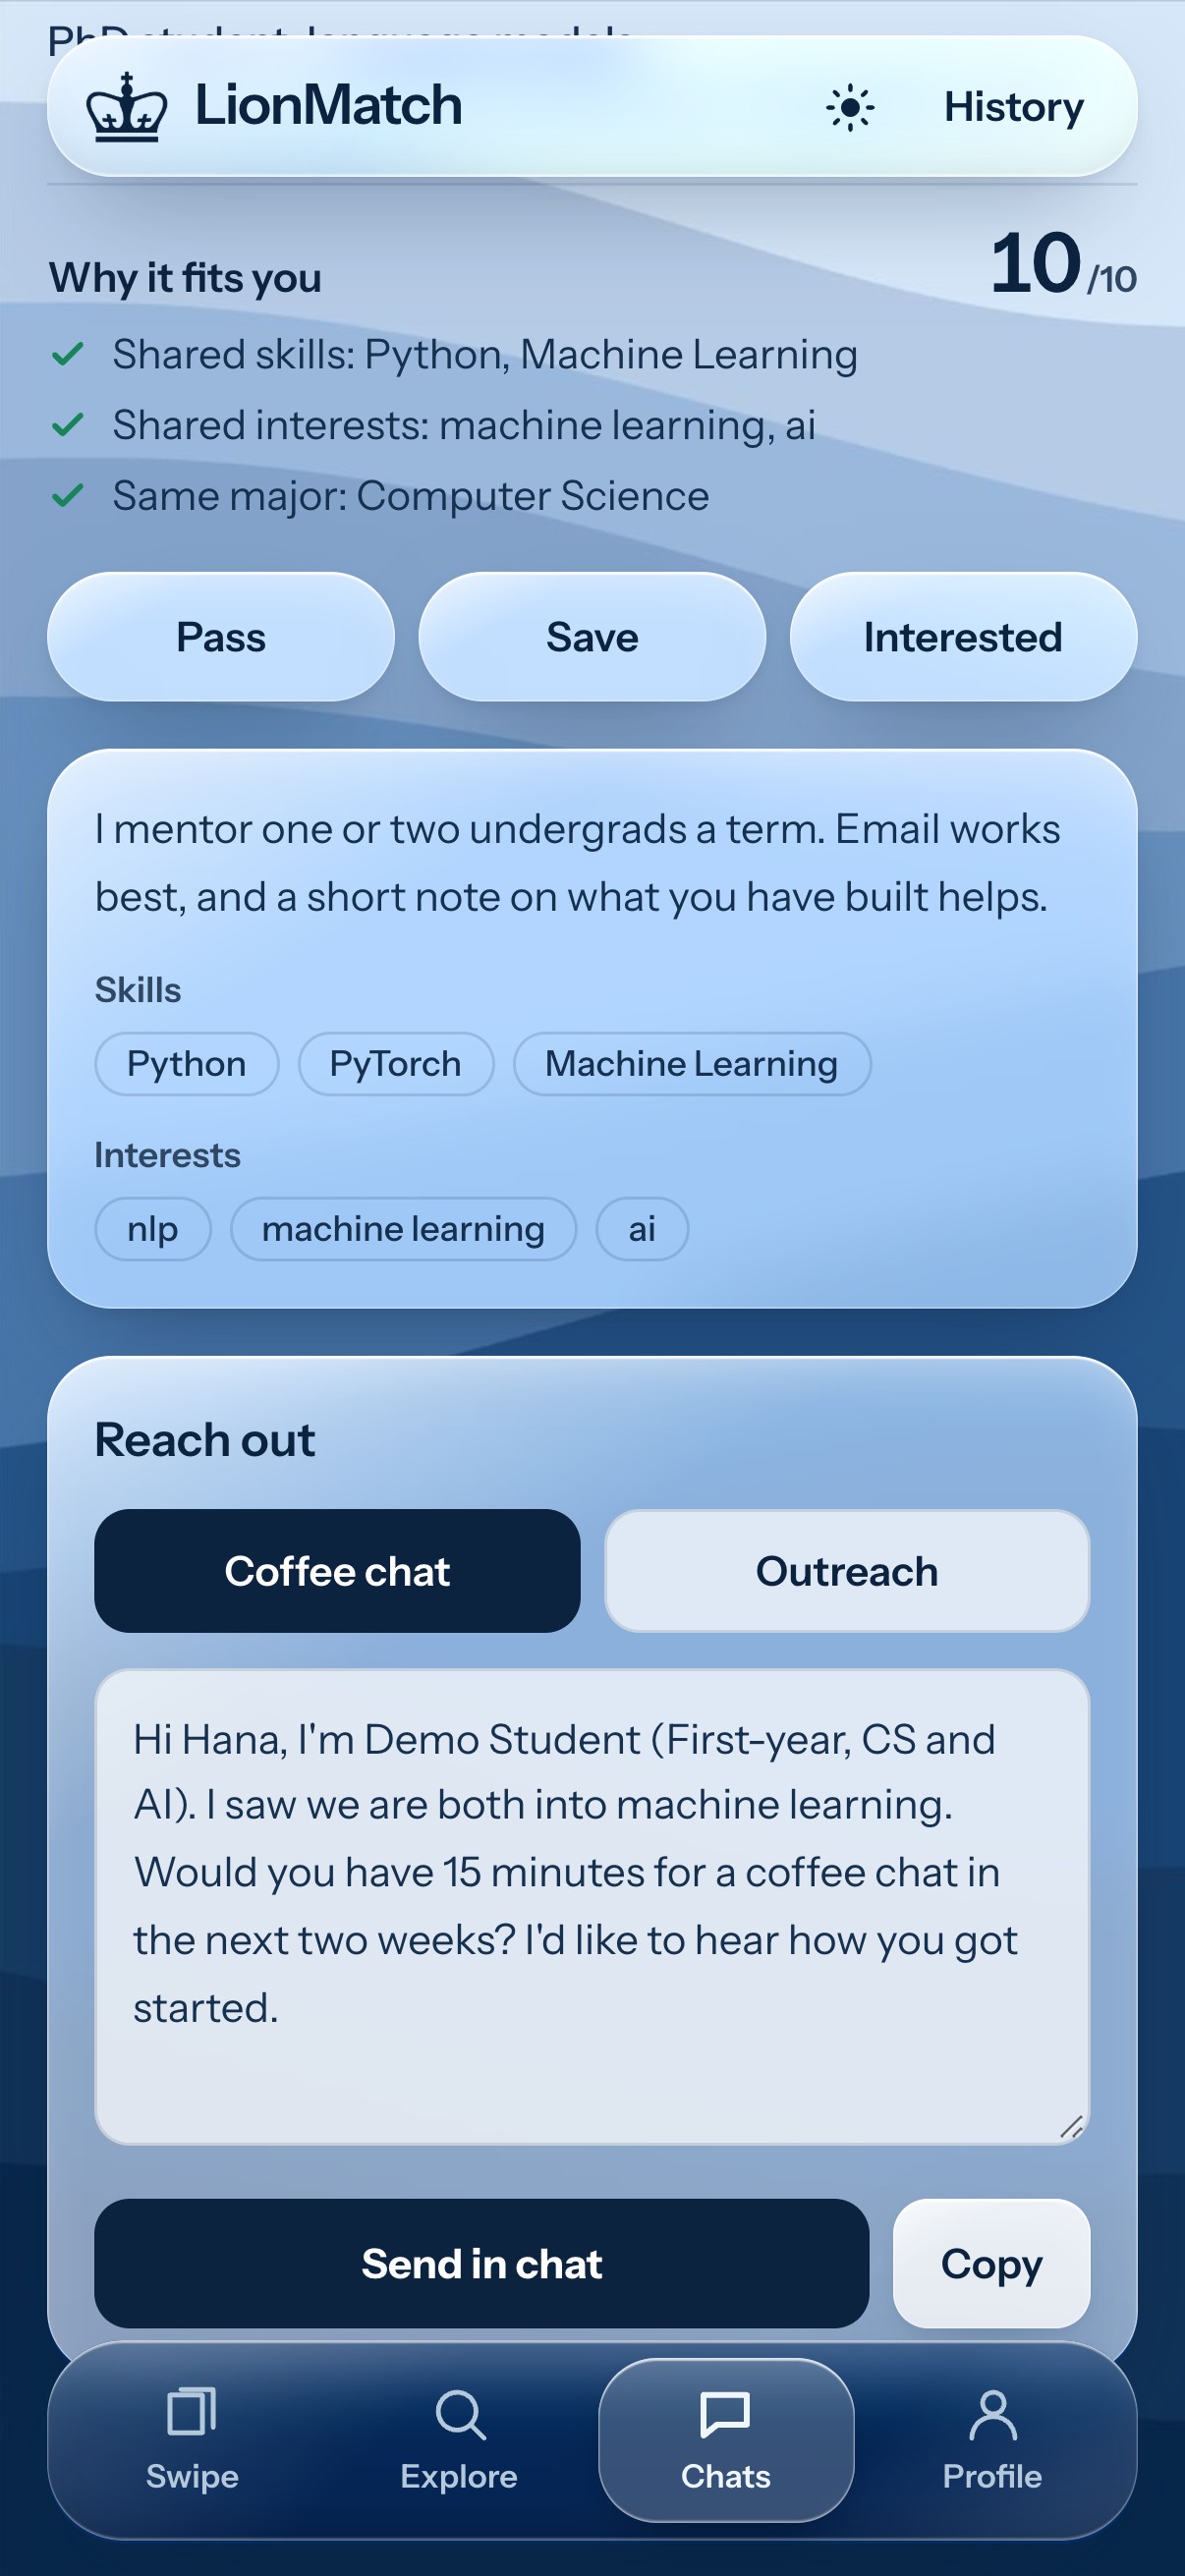 LionMatch
History
Why it fits you
10/10
Shared skills: Python, Machine Learning
Shared interests: machine learning, ai
Same major: Computer Science
Pass
Save
Interested
I mentor one or two undergrads a term. Email works
best, and a short note on what you have built helps.
Skills
Python
PyTorch
Machine Learning
Interests
nlp
machine learning
ai
Reach out
Coffee chat
Outreach
Hi Hana, I'm Demo Student (First-year, CS and
AI). I saw we are both into machine learning.
Would you have 15 minutes for a coffee chat in
the next two weeks? I'd like to hear how you got
started.
Send in chat
Copy
Swipe
Explore
Chats
Profile